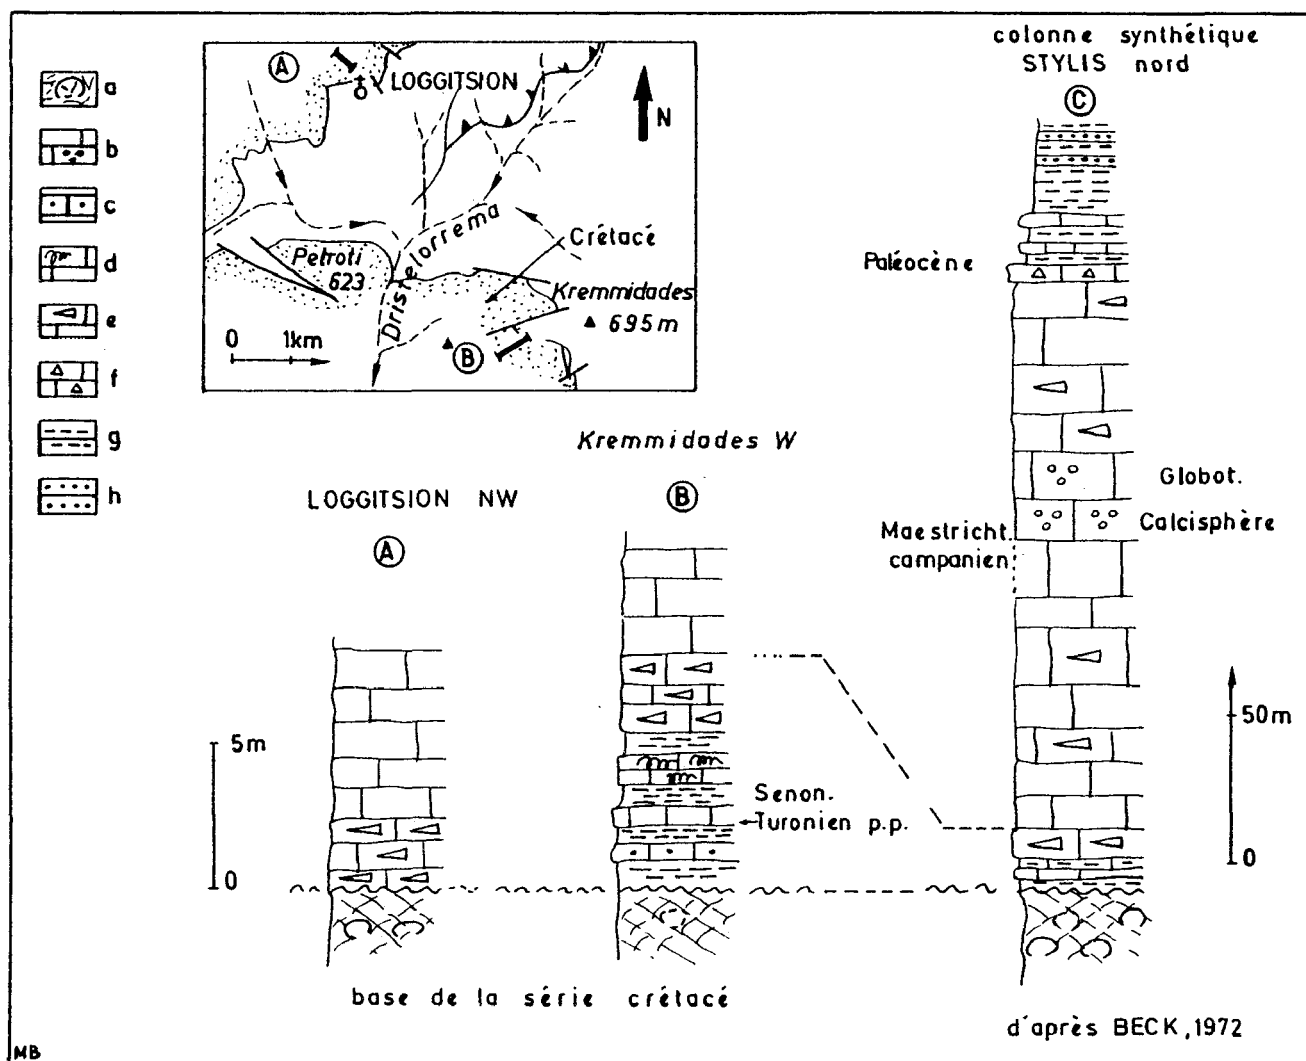 colonne synthétique
STYLIS nord
C
a
b
c
d
e
f
g
h
A
LOGGITSION
N
Petroti
623
Dristelorrema
Crétacé
Kremmidades
695m
0 1km
B
Paléocène
Kremmidades W
B
LOGGITSION NW
A
Globot.
Calcisphère
Maestricht.
campanien
Senon.
Turonien p.p.
5m
0
50m
0
base de la série crétacé
d'après BECK, 1972
MB